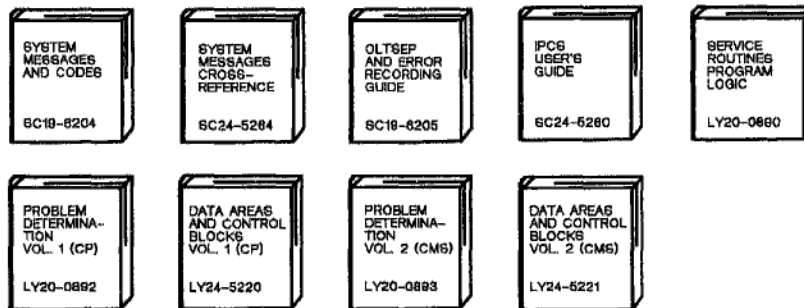 SYSTEM
MESSAGES
AND CODES
SC19-6204
SYSTEM
MESSAGES
CROSS-
REFERENCE
SC24-5264
OLTSEP
AND ERROR
RECORDING
GUIDE
SC19-6205
IPCS
USER'S
GUIDE
SC24-5260
SERVICE
ROUTINES
PROGRAM
LOGIC
LY20-0890
PROBLEM
DETERMINA-
TION
VOL. 1 (CP)
LY20-0892
DATA AREAS
AND CONTROL
BLOCKS
VOL. 1 (CP)
LY24-5220
PROBLEM
DETERMINA-
TION
VOL. 2 (CMS)
LY20-0893
DATA AREAS
AND CONTROL
BLOCKS
VOL. 2 (CMS)
LY24-5221